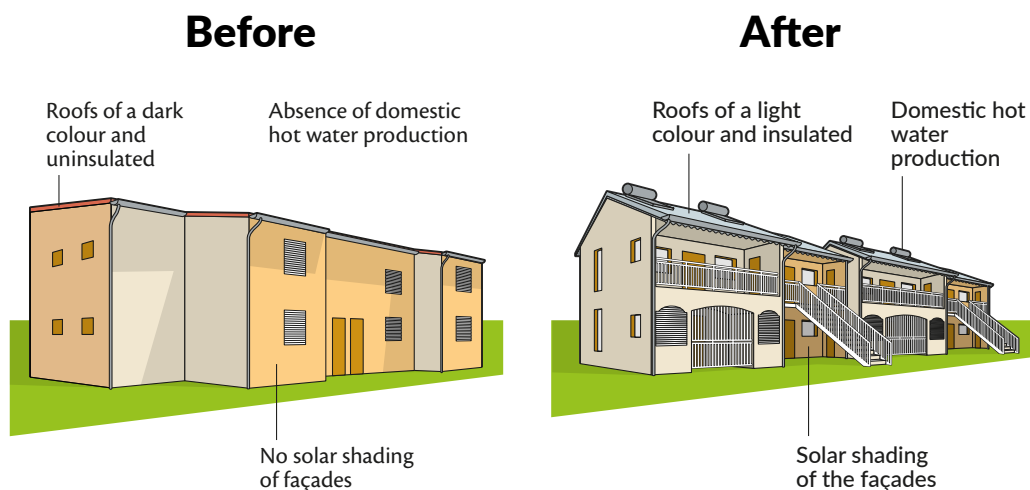 Before
Roofs of a dark
colour and
uninsulated
Absence of domestic
hot water production
No solar shading
of façades
After
Roofs of a light
colour and insulated
Domestic hot
water
production
Solar shading
of the façades